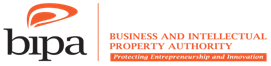 bipa
BUSINESS AND INTELLECTUAL
PROPERTY AUTHORITY
Protecting Entrepreneurship and Innovation